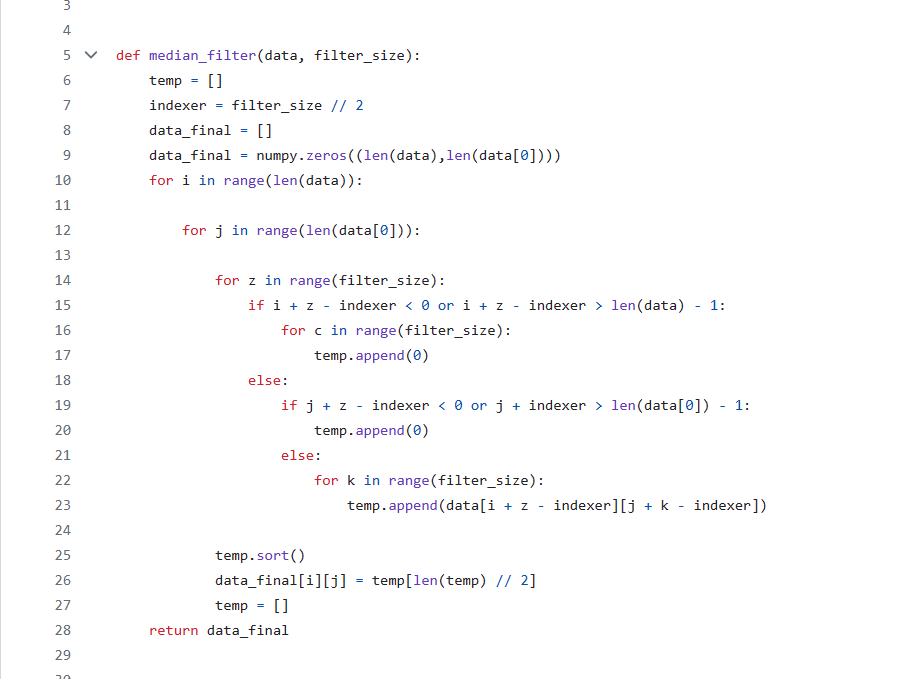 3
4
5 def median_filter(data, filter_size):
6     temp = []
7     indexer = filter_size // 2
8     data_final = []
9     data_final = numpy.zeros((len(data),len(data[0])))
10     for i in range(len(data)):
11
12         for j in range(len(data[0])):
13
14             for z in range(filter_size):
15                 if i + z - indexer < 0 or i + z - indexer > len(data) - 1:
16                     for c in range(filter_size):
17                         temp.append(0)
18                 else:
19                     if j + z - indexer < 0 or j + indexer > len(data[0]) - 1:
20                         temp.append(0)
21                     else:
22                         for k in range(filter_size):
23                             temp.append(data[i + z - indexer][j + k - indexer])
24
25             temp.sort()
26             data_final[i][j] = temp[len(temp) // 2]
27             temp = []
28     return data_final
29
30